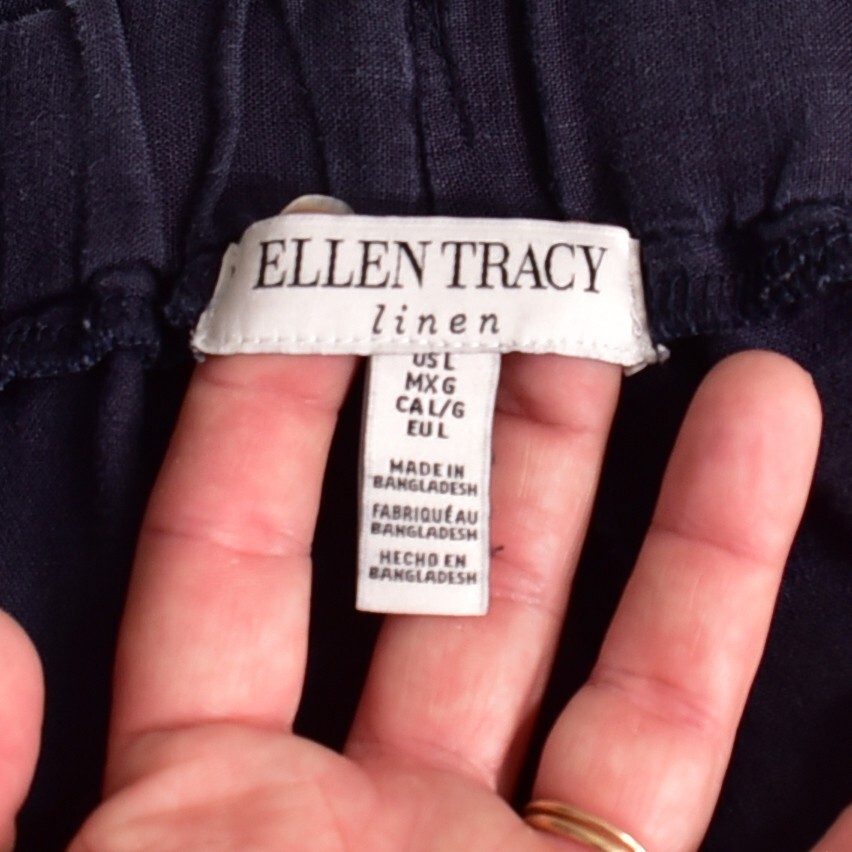 ELLEN TRACY
linen
US L
MX G
CA L/G
EU L
MADE IN
BANGLADESH
FABRIQUÉ AU
BANGLADESH
HECHO EN
BANGLADESH